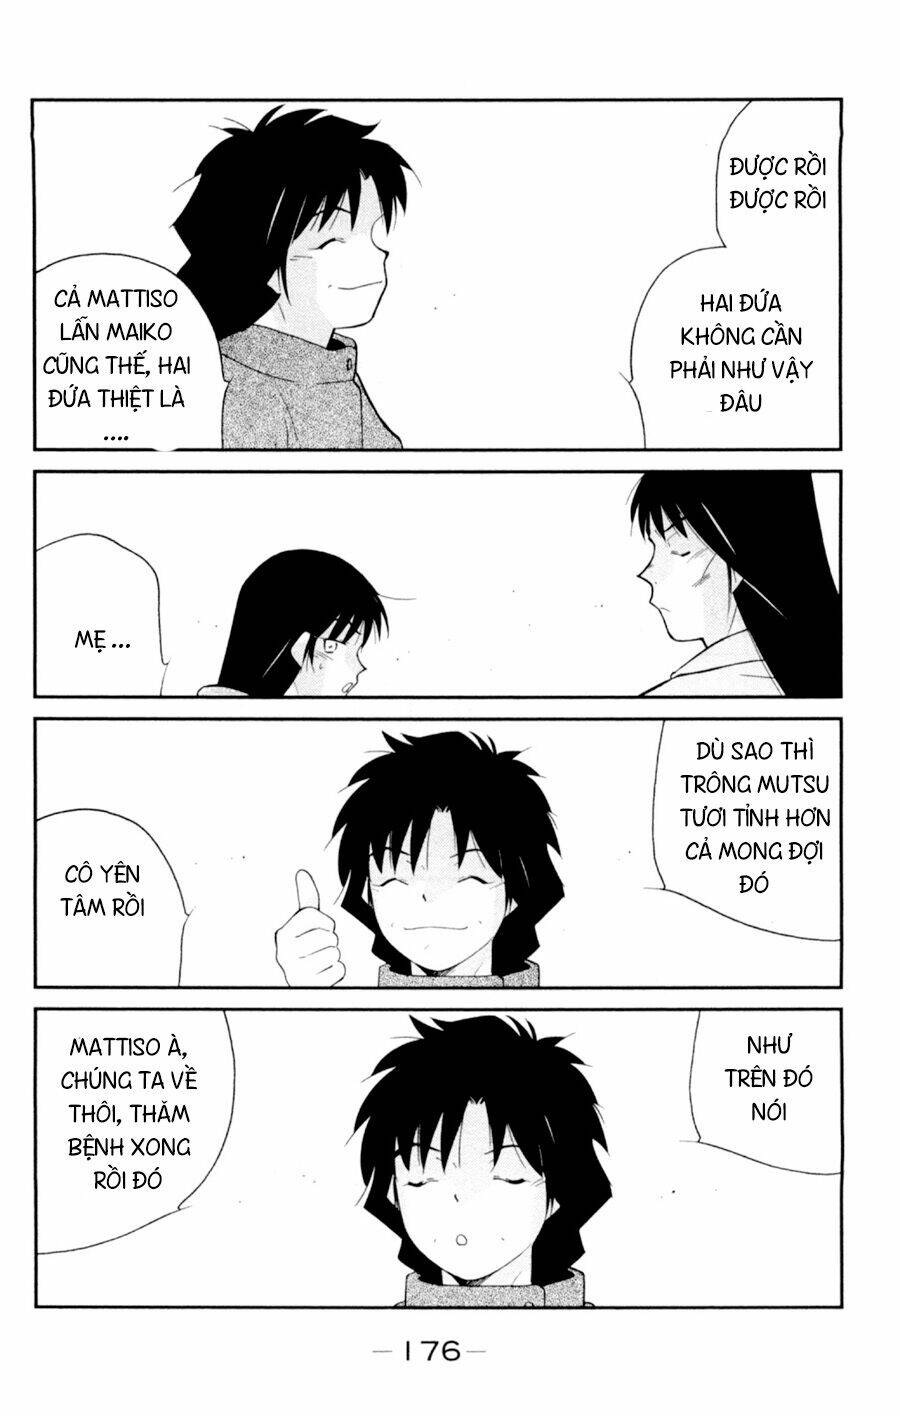 ĐƯỢC RỒI
ĐƯỢC RỒI
HAI ĐỨA
KHÔNG CẦN
PHẢI NHƯ VẬY
ĐÂU
CẢ MATTISO
LẪN MAIKO
CŨNG THẾ, HAI
ĐỨA THIỆT LÀ
....
MẸ ...
DÙ SAO THÌ
TRÔNG MUTSU
TƯƠI TỈNH HƠN
CẢ MONG ĐỢI
ĐÓ
CÔ YÊN
TÂM RỒI
NHƯ
TRÊN ĐÓ
NÓI
MATTISO À,
CHÚNG TA VỀ
THÔI, THĂM
BỆNH XONG
RỒI ĐÓ
— 176 —